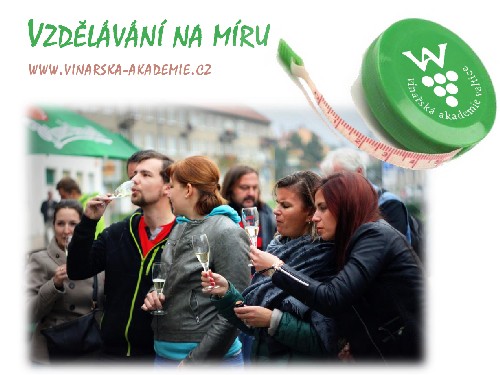 VZDĚLÁVÁNÍ NA MÍRU
WWW.VINARSKA-AKADEMIE.CZ
vinařská akademie valtice